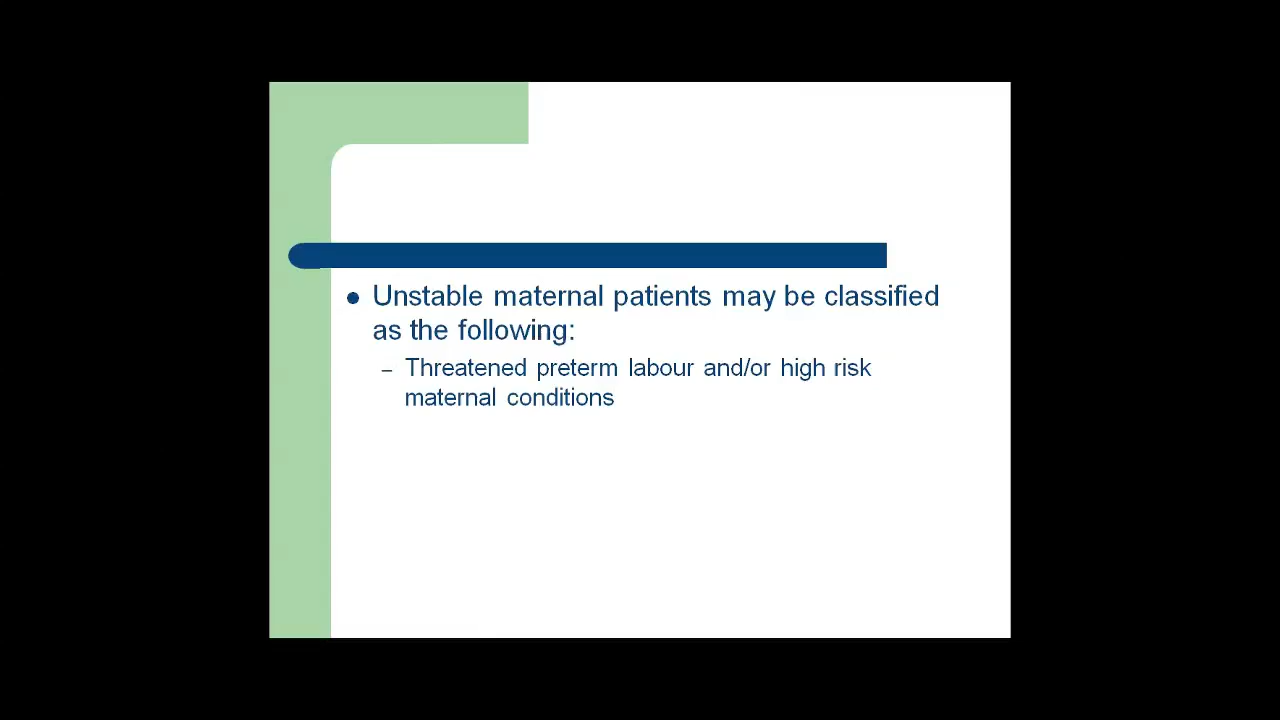 ● Unstable maternal patients may be classified
as the following:
– Threatened preterm labour and/or high risk
maternal conditions